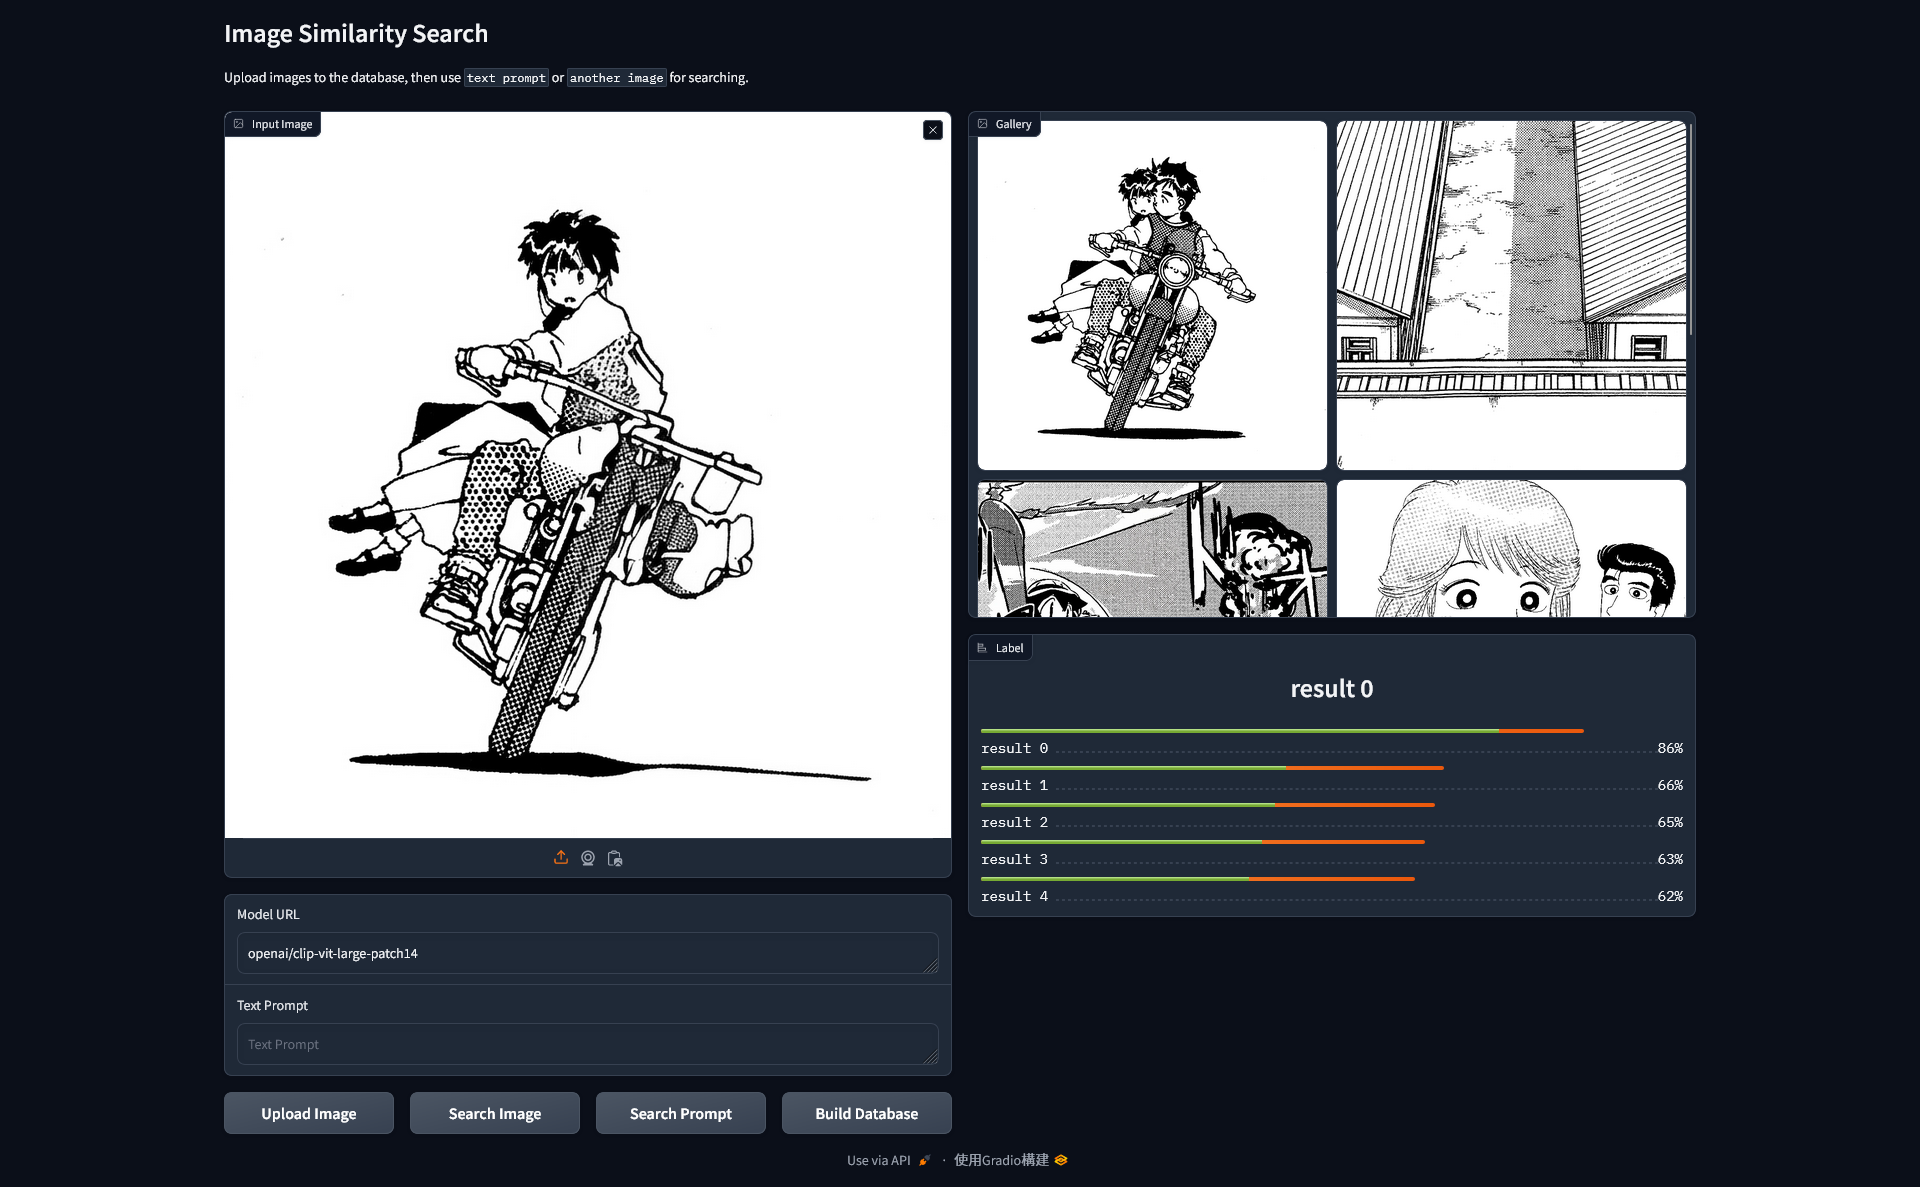 Image Similarity Search
Upload images to the database, then use text prompt or another image for searching.
Input Image
Gallery
Label
result 0
result 0 86%
result 1 66%
result 2 65%
result 3 63%
result 4 62%
Model URL
openai/clip-vit-large-patch14
Text Prompt
Text Prompt
Upload Image
Search Image
Search Prompt
Build Database
Use via API · 使用Gradio構建